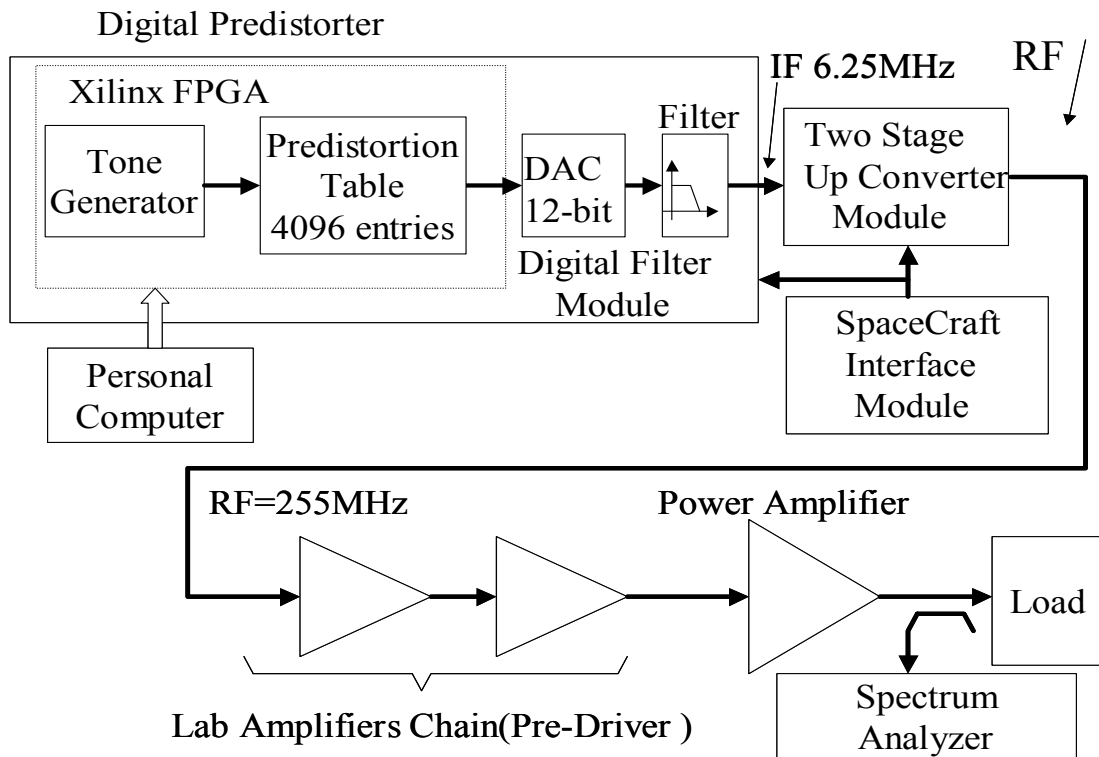 Digital Predistorter
IF 6.25MHz
RF
Xilinx FPGA
Filter
Tone
Generator
Predistortion
Table
4096 entries
DAC
12-bit
Two Stage
Up Converter
Module
Digital Filter
Module
SpaceCraft
Interface
Module
Personal
Computer
RF=255MHz
Power Amplifier
Load
Lab Amplifiers Chain(Pre-Driver )
Spectrum
Analyzer